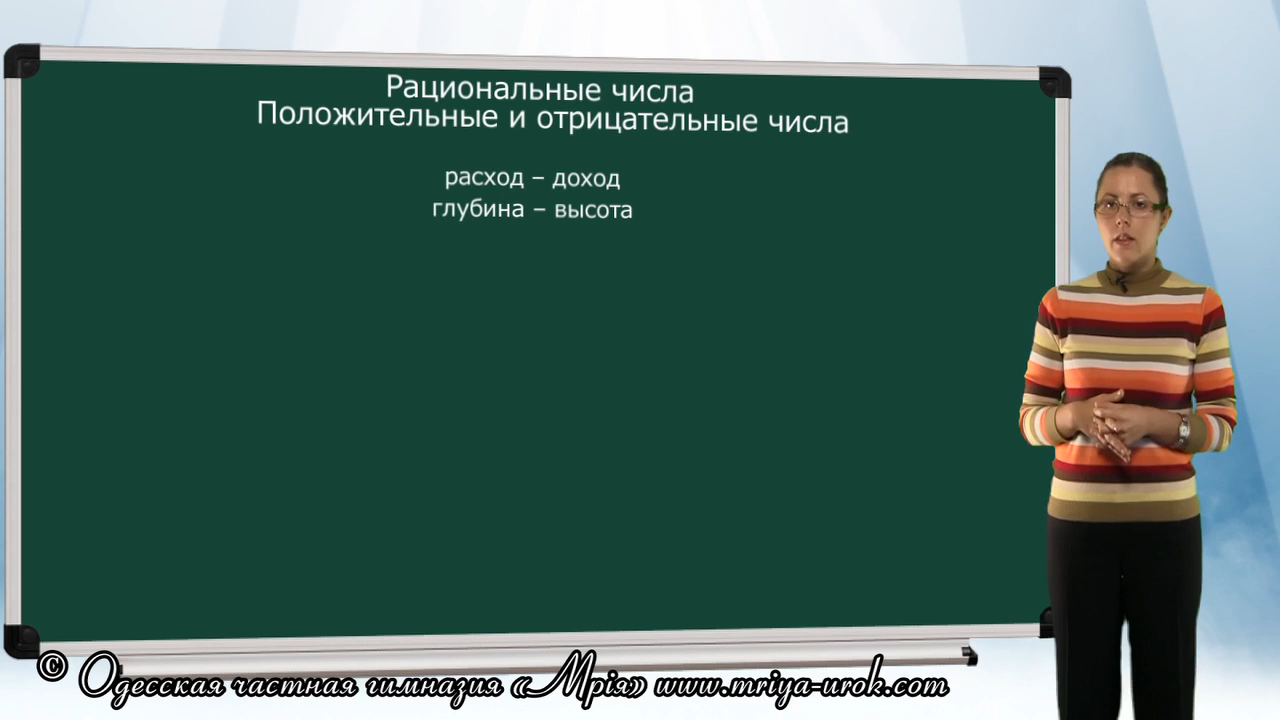 Рациональные числа
Положительные и отрицательные числа
расход – доход
глубина – высота
© Одесская частная гимназия «Мрія» www.mriya-urok.com